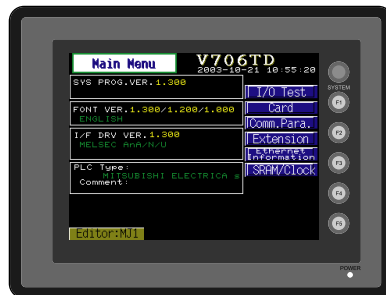 Main Menu
V706TD
2003-10-21 10:55:20
SYS PROG.VER.1.300
FONT VER.1.300/1.200/1.000
ENGLISH
I/F DRV VER.1.300
MELSEC AnA/N/U
PLC Type:
MITSUBISHI ELECTRICA s
Comment:
Editor:MJ1
I/O Test
Card
Comm.Para.
Extension
Ethernet
Information
SRAM/Clock
SYSTEM
F1
F2
F3
F4
F5
POWER